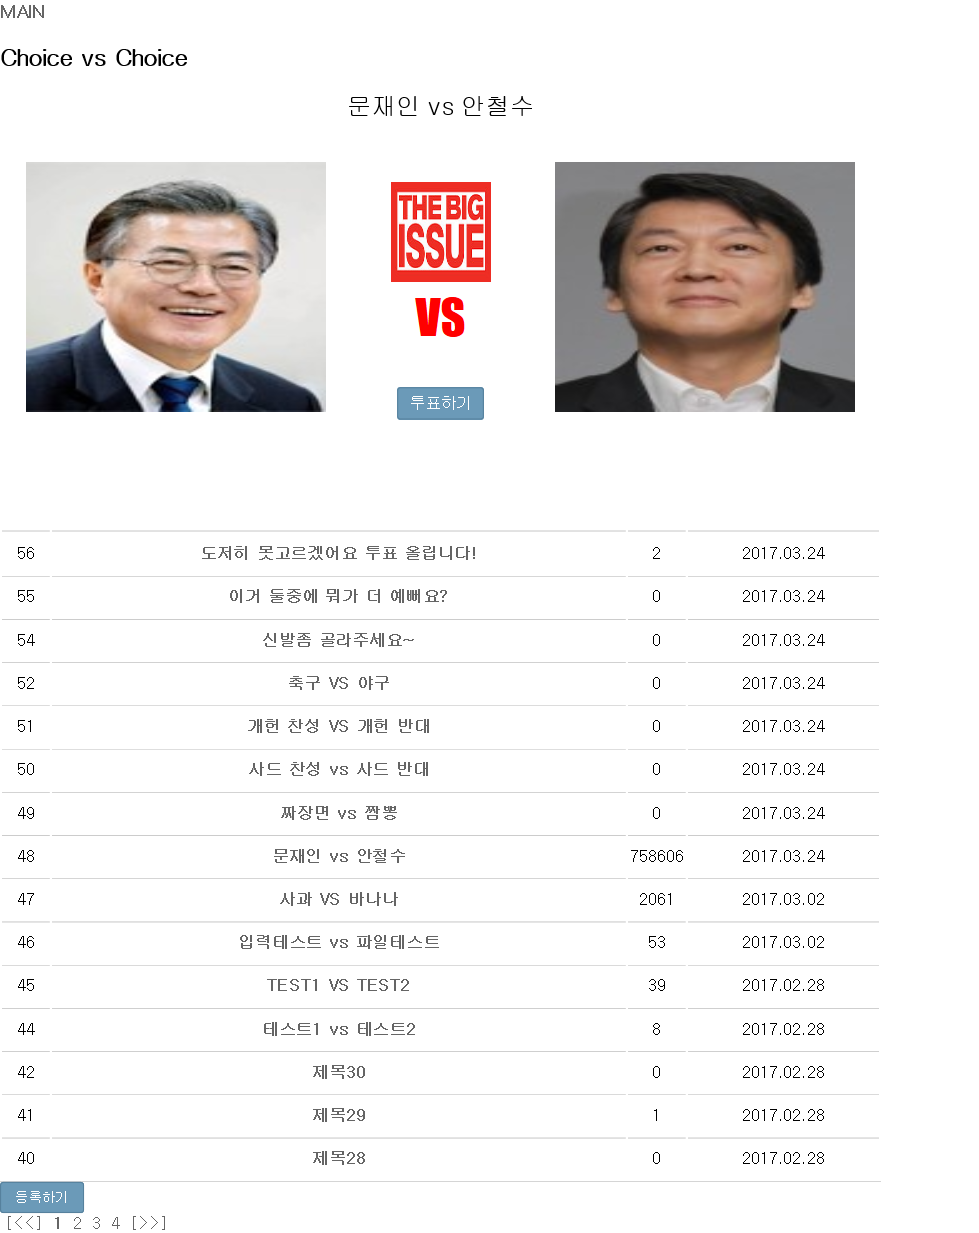 MAIN
Choice vs Choice
문재인 vs 안철수
THE BIG
ISSUE
VS
투표하기
56 도저히 못고르겠어요 투표 올립니다! 2 2017.03.24
55 이거 둘중에 뭐가 더 예뻐요? 0 2017.03.24
54 신발좀 골라주세요~ 0 2017.03.24
52 축구 VS 야구 0 2017.03.24
51 개헌 찬성 VS 개헌 반대 0 2017.03.24
50 사드 찬성 vs 사드 반대 0 2017.03.24
49 짜장면 vs 짬뽕 0 2017.03.24
48 문재인 vs 안철수 758606 2017.03.24
47 사과 VS 바나나 2061 2017.03.02
46 입력테스트 vs 파일테스트 53 2017.03.02
45 TEST1 VS TEST2 39 2017.02.28
44 테스트1 vs 테스트2 8 2017.02.28
42 제목30 0 2017.02.28
41 제목29 1 2017.02.28
40 제목28 0 2017.02.28
등록하기
[<<] 1 2 3 4 [>>]